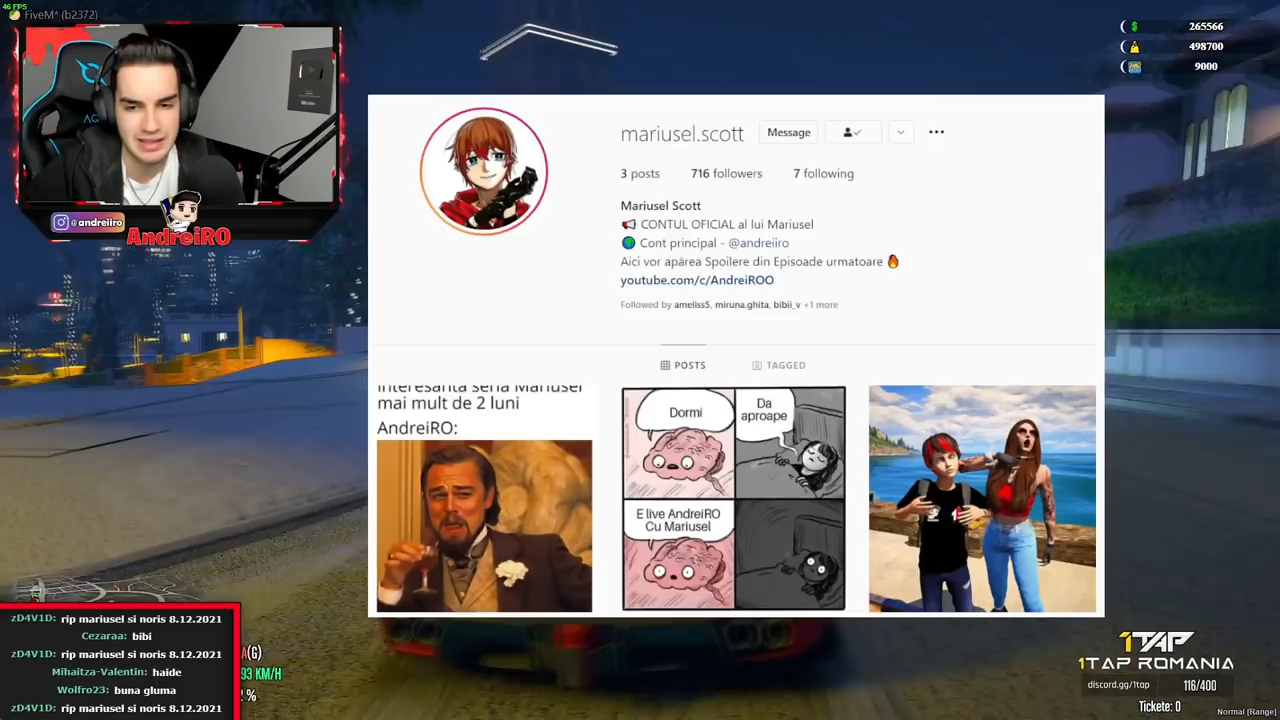 46 FPS
FiveM* (b2372)
265566
498700
9000
@andreiiro
AndreiRO
mariusel.scott
Message
3 posts 716 followers 7 following
Mariusel Scott
CONTUL OFICIAL al lui Mariusel
Cont principal - @andreiiro
Aici vor apărea Spoilere din Episoade urmatoare
youtube.com/c/AndreiROO
Followed by ameliss5, miruna.ghita, bibii_v +1 more
POSTS TAGGED
interesanta seria Mariusel
mai mult de 2 luni
AndreiRO:
Dormi
Da
aproape
E live AndreiRO
Cu Mariusel
zD4V1D: rip mariusel si noris 8.12.2021
Cezaraa: bibi
zD4V1D: rip mariusel si noris 8.12.2021
Mihaitza-Valentin: haide
Wolfro23: buna gluma
zD4V1D: rip mariusel si noris 8.12.2021
(G)
93 KM/H
2 %
1TAP
1TAP ROMANIA
discord.gg/1tap 116/400
Tickete: 0
Normal [Range]